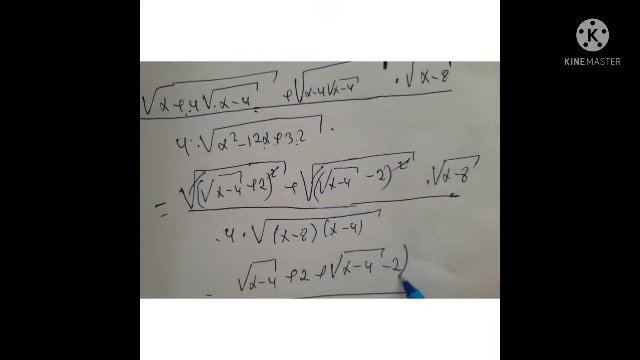 K
KINEMASTER
√(x+4√(x-4)) + √(x-4√(x-4)) · √(x-8)
4·√(x²-12x+32).
= √((√(x-4)+2)²) + √((√(x-4)-2)²) · √(x-8)
4·√((x-8)(x-4))
√(x-4) +2 +√(x-4) -2)